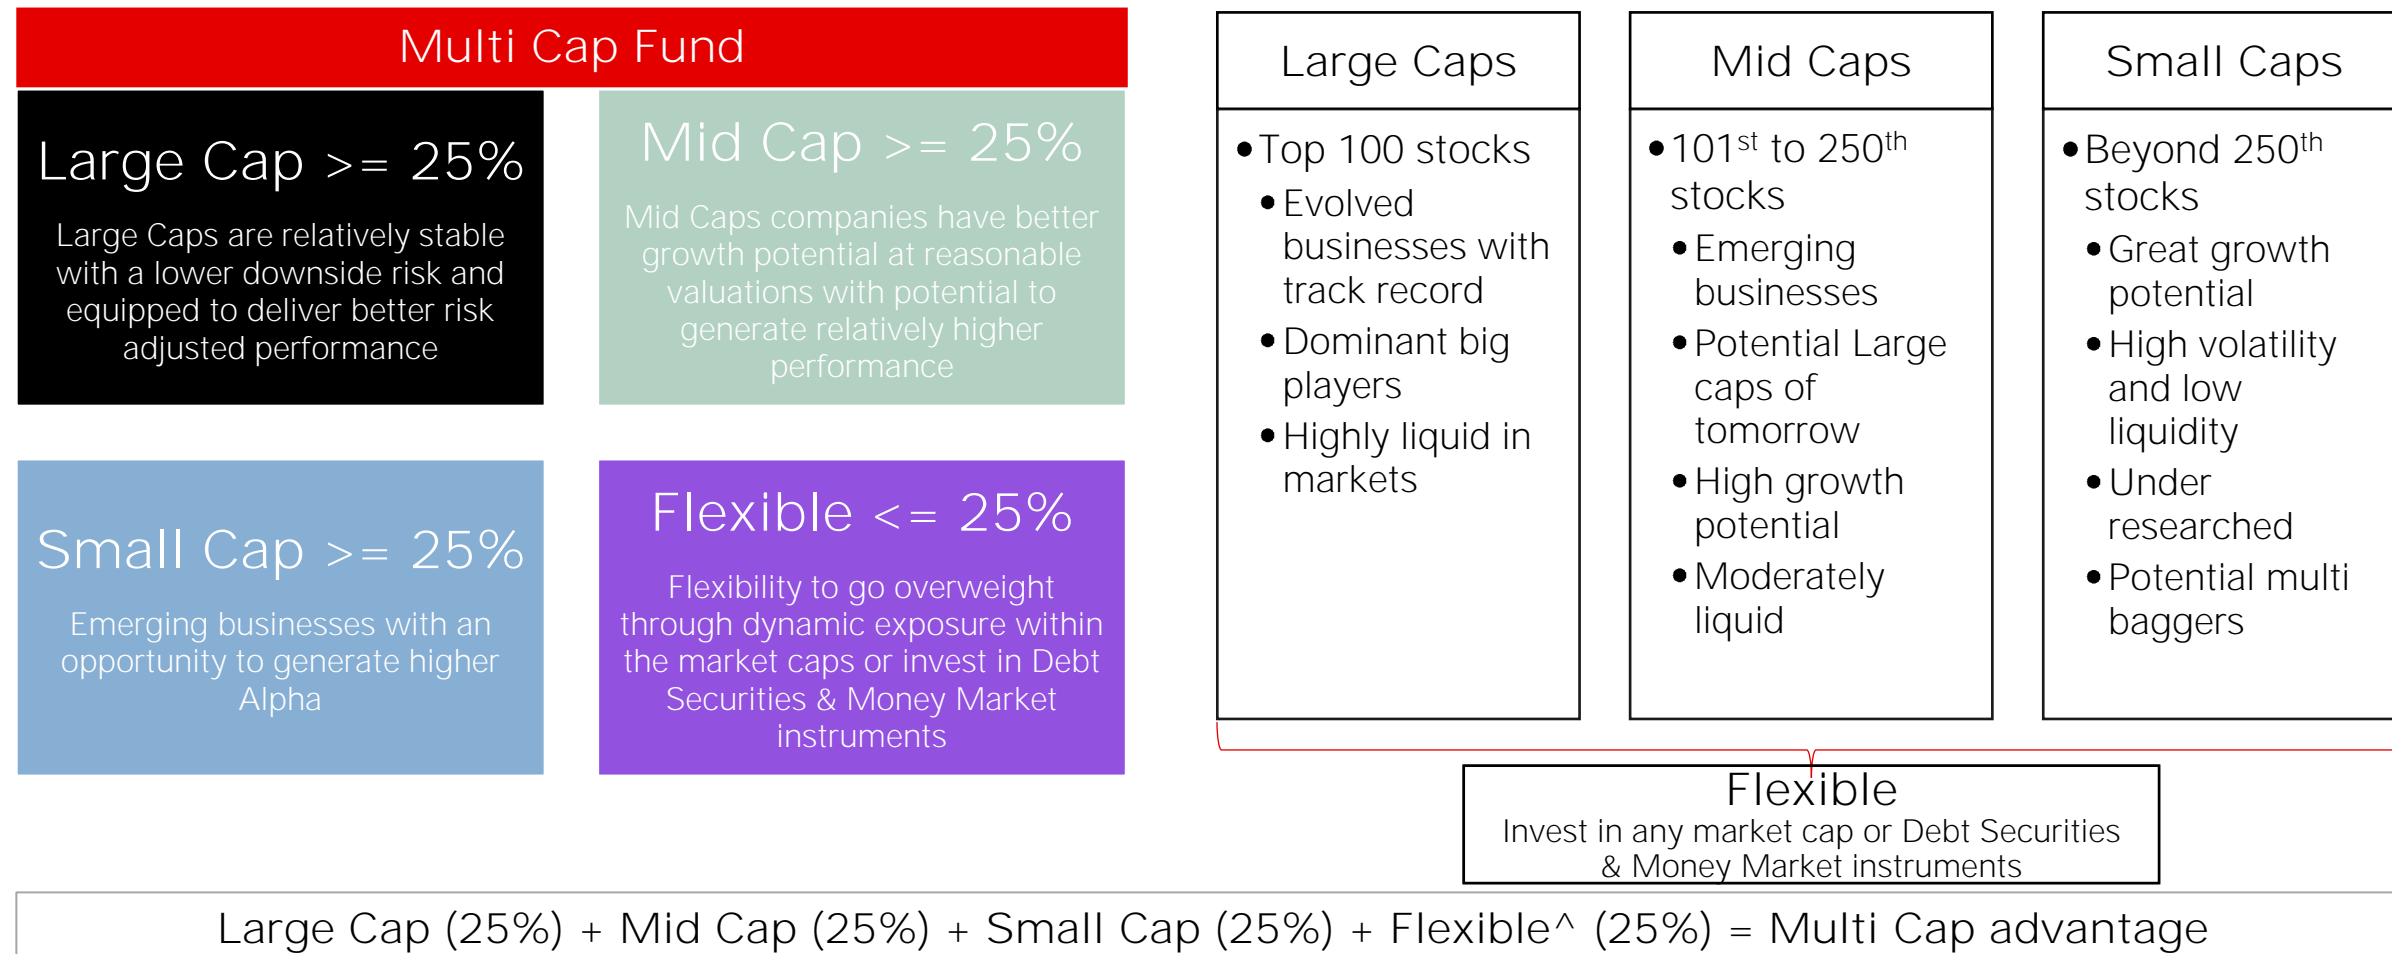 Multi Cap Fund
Large Cap >= 25%
Large Caps are relatively stable
with a lower downside risk and
equipped to deliver better risk
adjusted performance
Mid Cap >= 25%
Mid Caps companies have better
growth potential at reasonable
valuations with potential to
generate relatively higher
performance
Small Cap >= 25%
Emerging businesses with an
opportunity to generate higher
Alpha
Flexible <= 25%
Flexibility to go overweight
through dynamic exposure within
the market caps or invest in Debt
Securities & Money Market
instruments
Large Caps
•Top 100 stocks
•Evolved
businesses with
track record
•Dominant big
players
•Highly liquid in
markets
Mid Caps
•101st to 250th
stocks
•Emerging
businesses
•Potential Large
caps of
tomorrow
•High growth
potential
•Moderately
liquid
Small Caps
•Beyond 250th
stocks
•Great growth
potential
•High volatility
and low
liquidity
•Under
researched
•Potential multi
baggers
Flexible
Invest in any market cap or Debt Securities
& Money Market instruments
Large Cap (25%) + Mid Cap (25%) + Small Cap (25%) + Flexible^ (25%) = Multi Cap advantage